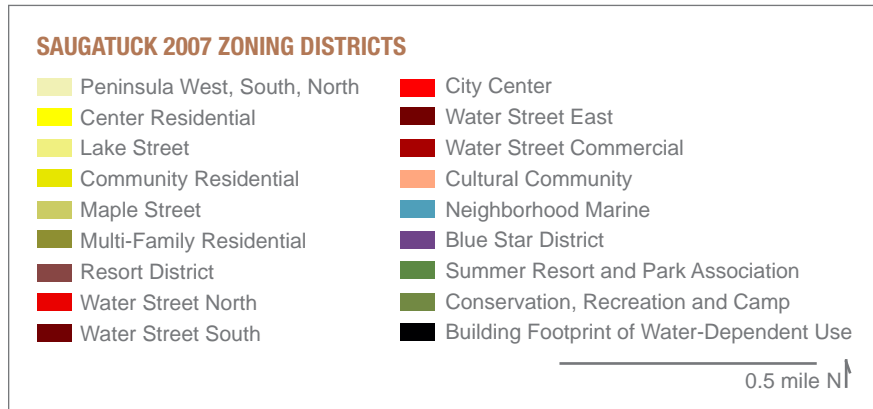 SAUGATUCK 2007 ZONING DISTRICTS
Peninsula West, South, North
Center Residential
Lake Street
Community Residential
Maple Street
Multi-Family Residential
Resort District
Water Street North
Water Street South
City Center
Water Street East
Water Street Commercial
Cultural Community
Neighborhood Marine
Blue Star District
Summer Resort and Park Association
Conservation, Recreation and Camp
Building Footprint of Water-Dependent Use
0.5 mile N